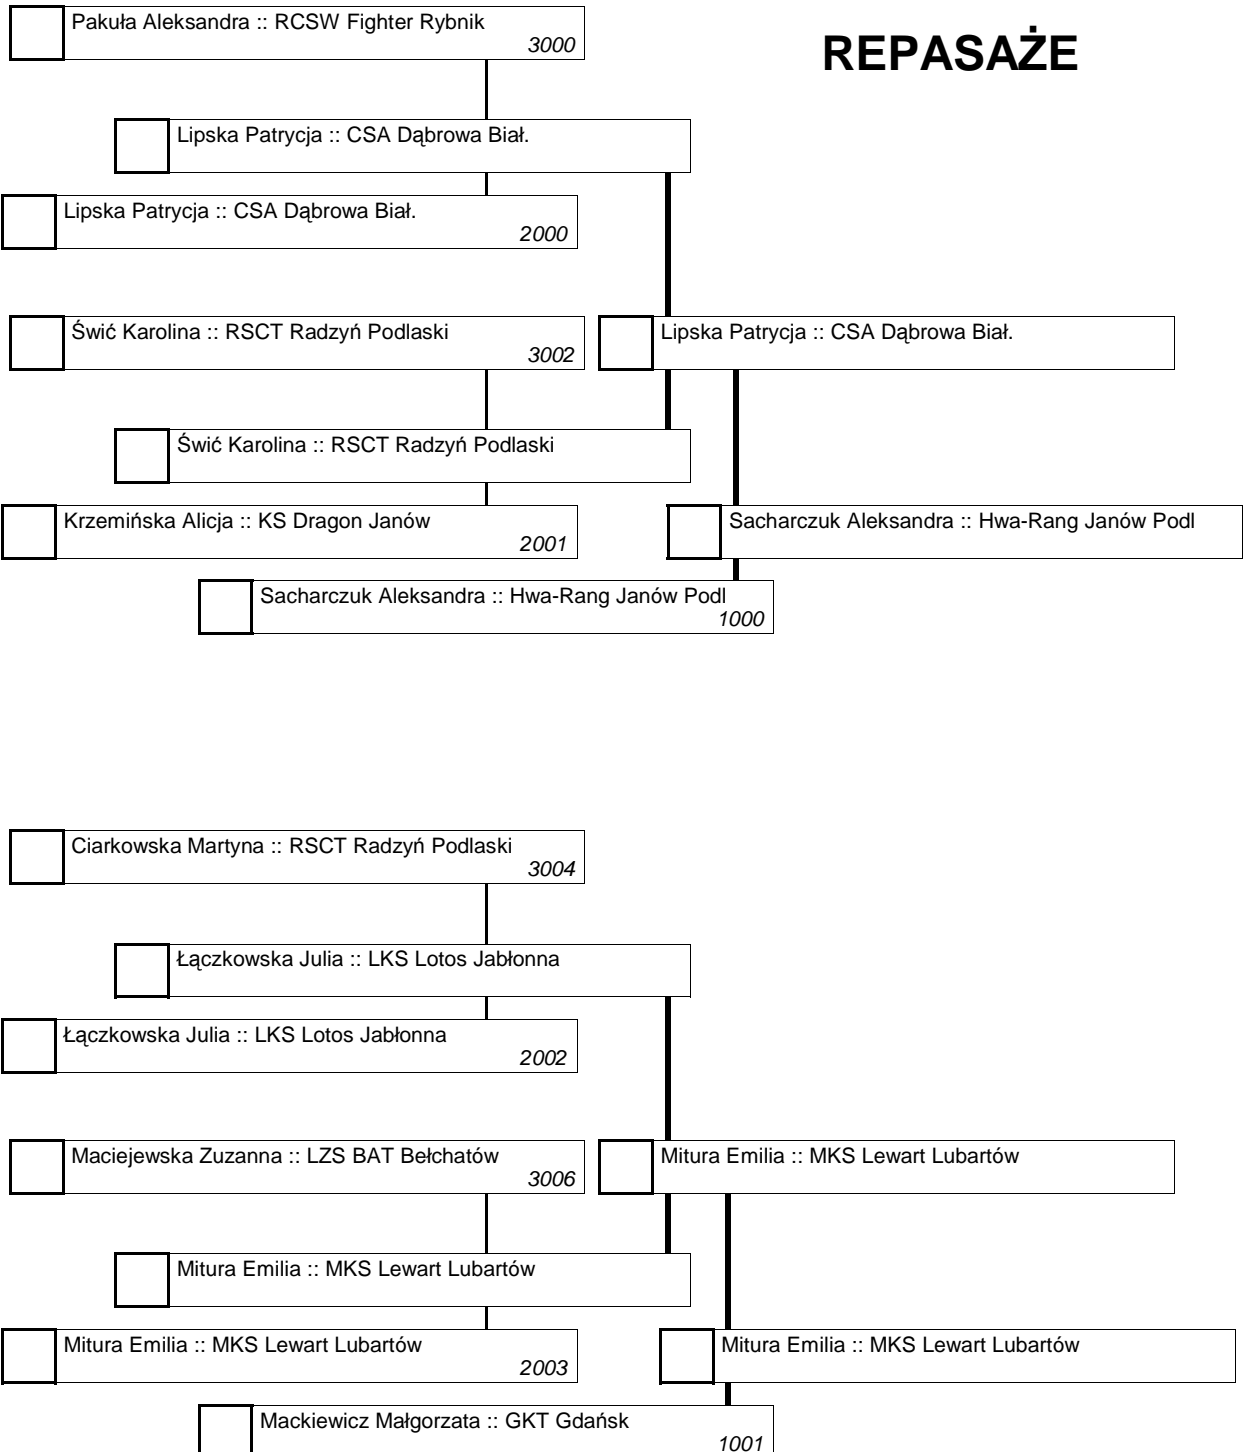 Pakuła Aleksandra :: RCSW Fighter Rybnik
3000
REPASAŻE
Lipska Patrycja :: CSA Dąbrowa Biał.
Lipska Patrycja :: CSA Dąbrowa Biał.
2000
Świć Karolina :: RSCT Radzyń Podlaski
3002
Lipska Patrycja :: CSA Dąbrowa Biał.
Świć Karolina :: RSCT Radzyń Podlaski
Krzemińska Alicja :: KS Dragon Janów
2001
Sacharczuk Aleksandra :: Hwa-Rang Janów Podl
Sacharczuk Aleksandra :: Hwa-Rang Janów Podl
1000
Ciarkowska Martyna :: RSCT Radzyń Podlaski
3004
Łączkowska Julia :: LKS Lotos Jabłonna
Łączkowska Julia :: LKS Lotos Jabłonna
2002
Maciejewska Zuzanna :: LZS BAT Bełchatów
3006
Mitura Emilia :: MKS Lewart Lubartów
Mitura Emilia :: MKS Lewart Lubartów
Mitura Emilia :: MKS Lewart Lubartów
2003
Mitura Emilia :: MKS Lewart Lubartów
Mackiewicz Małgorzata :: GKT Gdańsk
1001